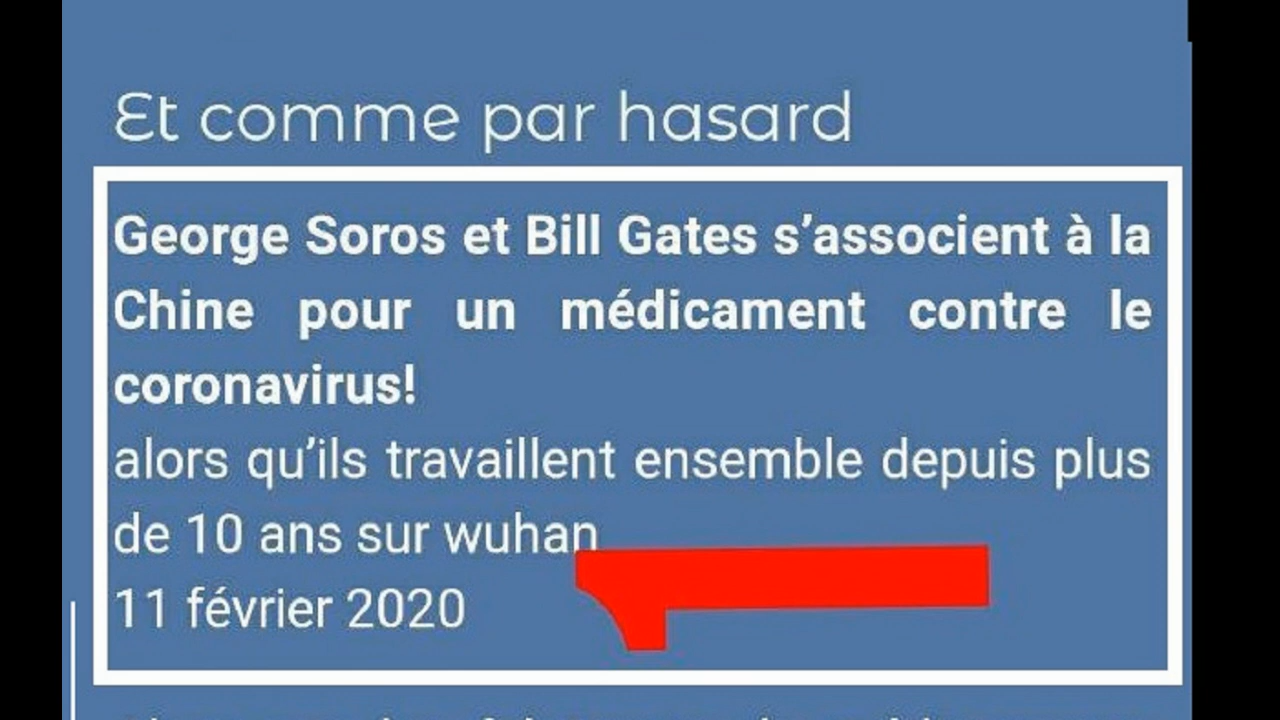 Et comme par hasard
George Soros et Bill Gates s’associent à la
Chine pour un médicament contre le
coronavirus!
alors qu’ils travaillent ensemble depuis plus
de 10 ans sur wuhan
11 février 2020